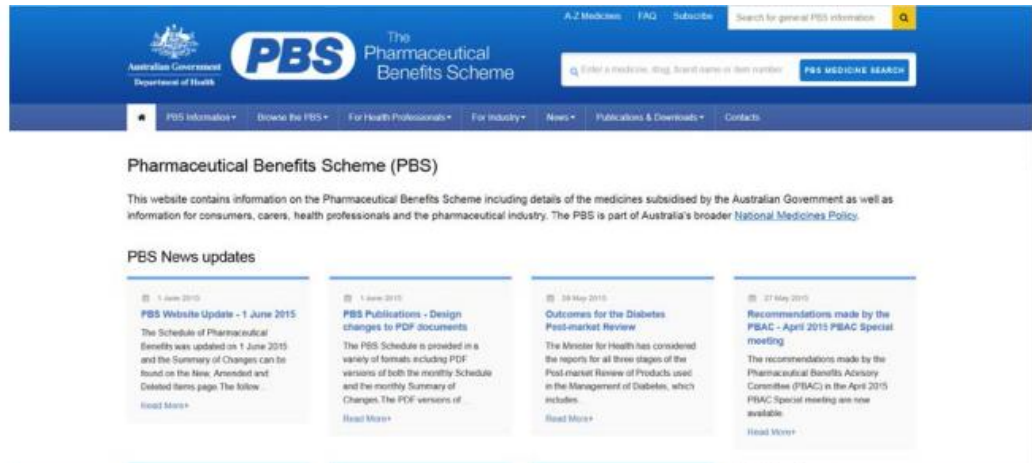 A-Z Medicines FAQ Subscribe Search for general PBS information
Australian Government
Department of Health
PBS
The
Pharmaceutical
Benefits Scheme
Enter a medicine, drug, brand name or item number PBS MEDICINE SEARCH
PBS Information Browse the PBS For Health Professionals For Industry News Publications & Downloads Contacts
Pharmaceutical Benefits Scheme (PBS)
This website contains information on the Pharmaceutical Benefits Scheme including details of the medicines subsidised by the Australian Government as well as
information for consumers, carers, health professionals and the pharmaceutical industry. The PBS is part of Australia's broader National Medicines Policy.
PBS News updates
1 June 2015
PBS Website Update - 1 June 2015
The Schedule of Pharmaceutical
Benefits was updated on 1 June 2015
and the Summary of Changes can be
found on the New, Amended and
Deleted Items page.The follow...
Read More+
1 June 2015
PBS Publications - Design
changes to PDF documents
The PBS Schedule is provided in a
variety of formats including PDF
versions of both the monthly Schedule
and the monthly Summary of
Changes.The PDF versions of ...
Read More+
May 2015
Outcomes for the Diabetes
Post-market Review
The Minister for Health has considered
the reports for all three stages of the
Post-market Review of Products used
in the Management of Diabetes, which
includes...
Read More+
27 May 2015
Recommendations made by the
PBAC - April 2015 PBAC Special
meeting
The recommendations made by the
Pharmaceutical Benefits Advisory
Committee (PBAC) in the April 2015
PBAC Special meeting are now
available.
Read More+